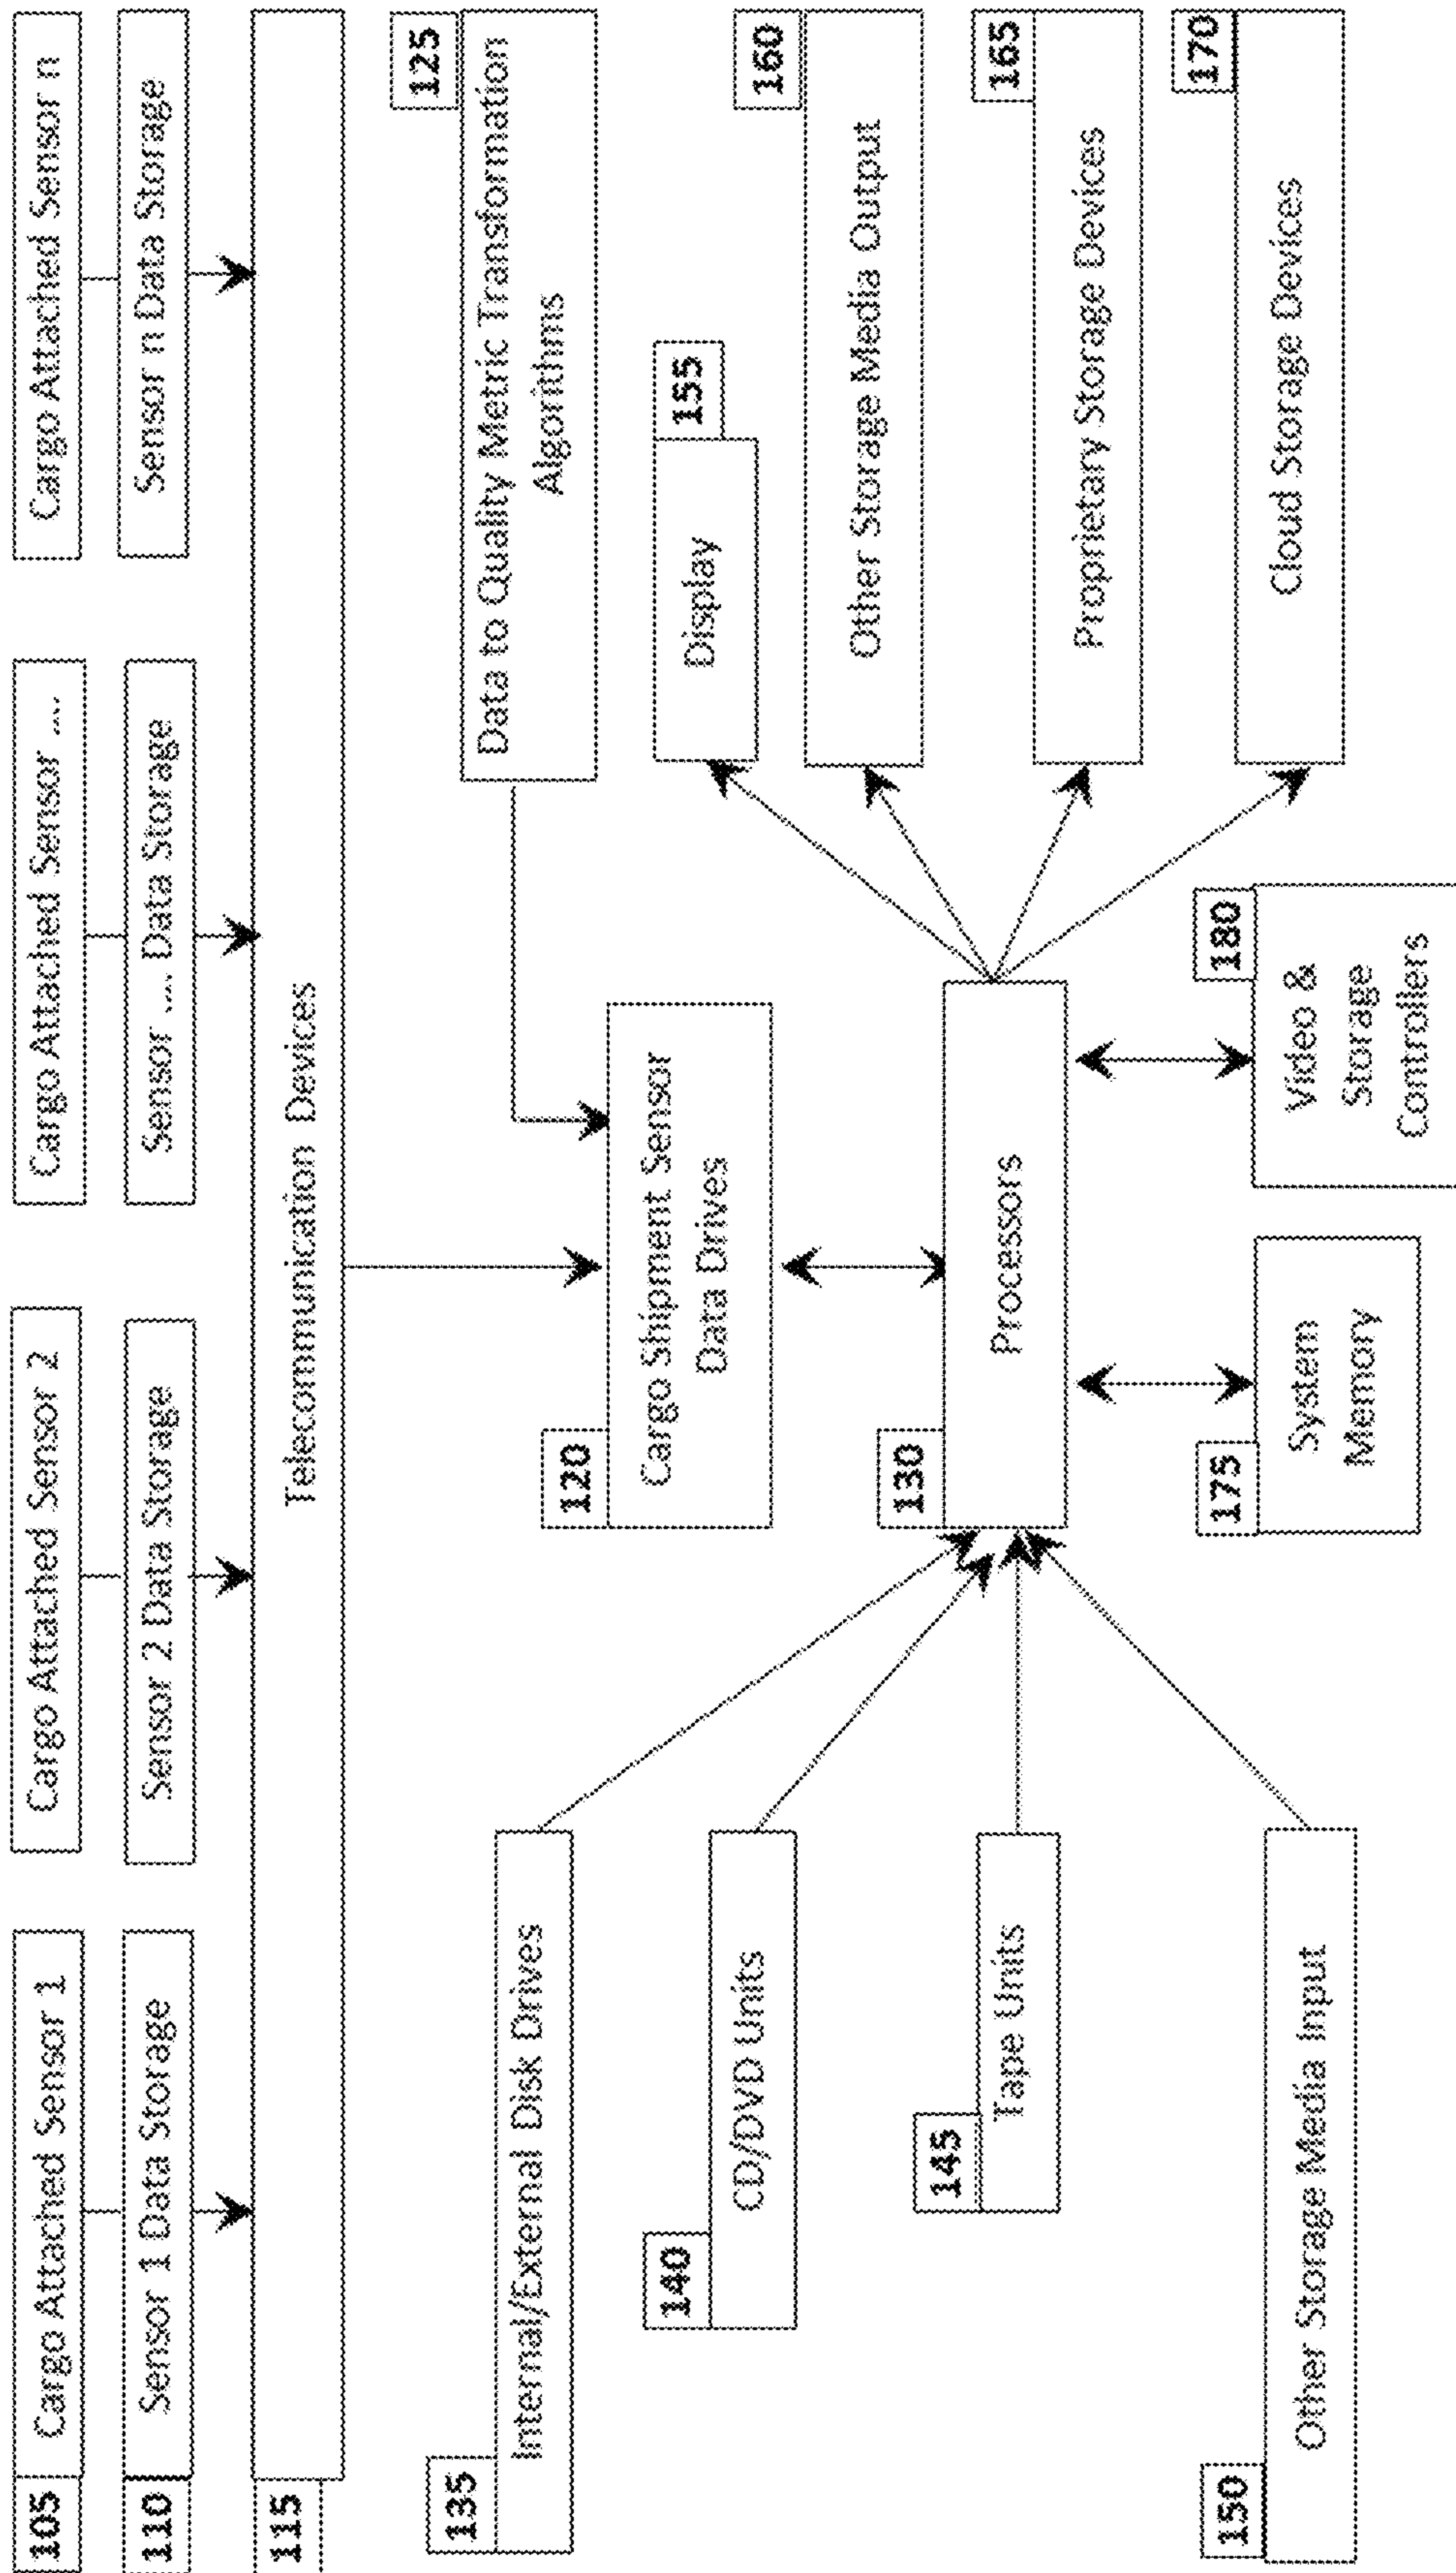 105
Cargo Attached Sensor 1
Cargo Attached Sensor 2
Cargo Attached Sensor ....
Cargo Attached Sensor n
110
Sensor 1 Data Storage
Sensor 2 Data Storage
Sensor .... Data Storage
Sensor n Data Storage
115
Telecommunication Devices
125
Data to Quality Metric Transformation
Algorithms
135
Internal/External Disk Drives
120
Cargo Shipment Sensor
Data Drives
155
Display
140
CD/DVD Units
160
Other Storage Media Output
130
Processors
145
Tape Units
165
Proprietary Storage Devices
150
Other Storage Media Input
175
System
Memory
180
Video &
Storage
Controllers
170
Cloud Storage Devices